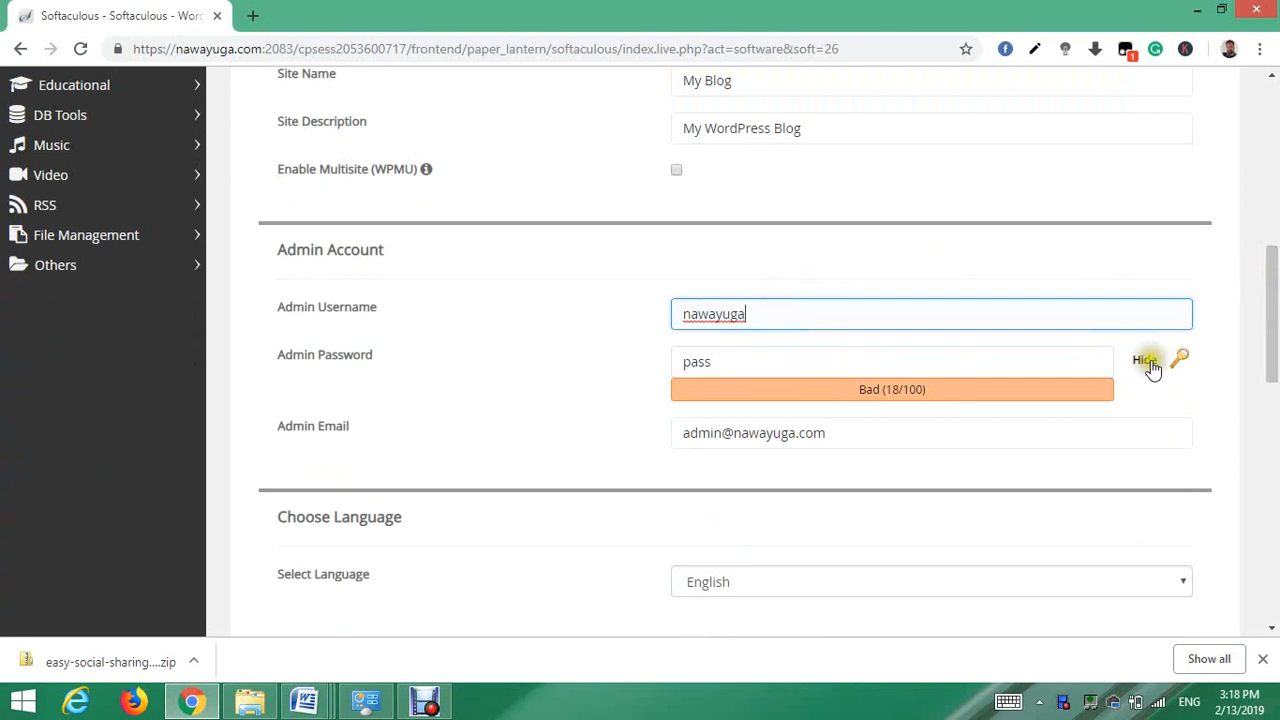 Softaculous - Softaculous - Wor
https://nawayuga.com:2083/cpsess2053600717/frontend/paper_lantern/softaculous/index.live.php?act=software&soft=26
1
Educational
DB Tools
Music
Video
RSS
File Management
Others
Site Name
My Blog
Site Description
My WordPress Blog
Enable Multisite (WPMU)
Admin Account
Admin Username
nawayuga
Admin Password
pass
Hide
Bad (18/100)
Admin Email
admin@nawayuga.com
Choose Language
Select Language
English
easy-social-sharing....zip
Show all
ENG
3:18 PM
2/13/2019